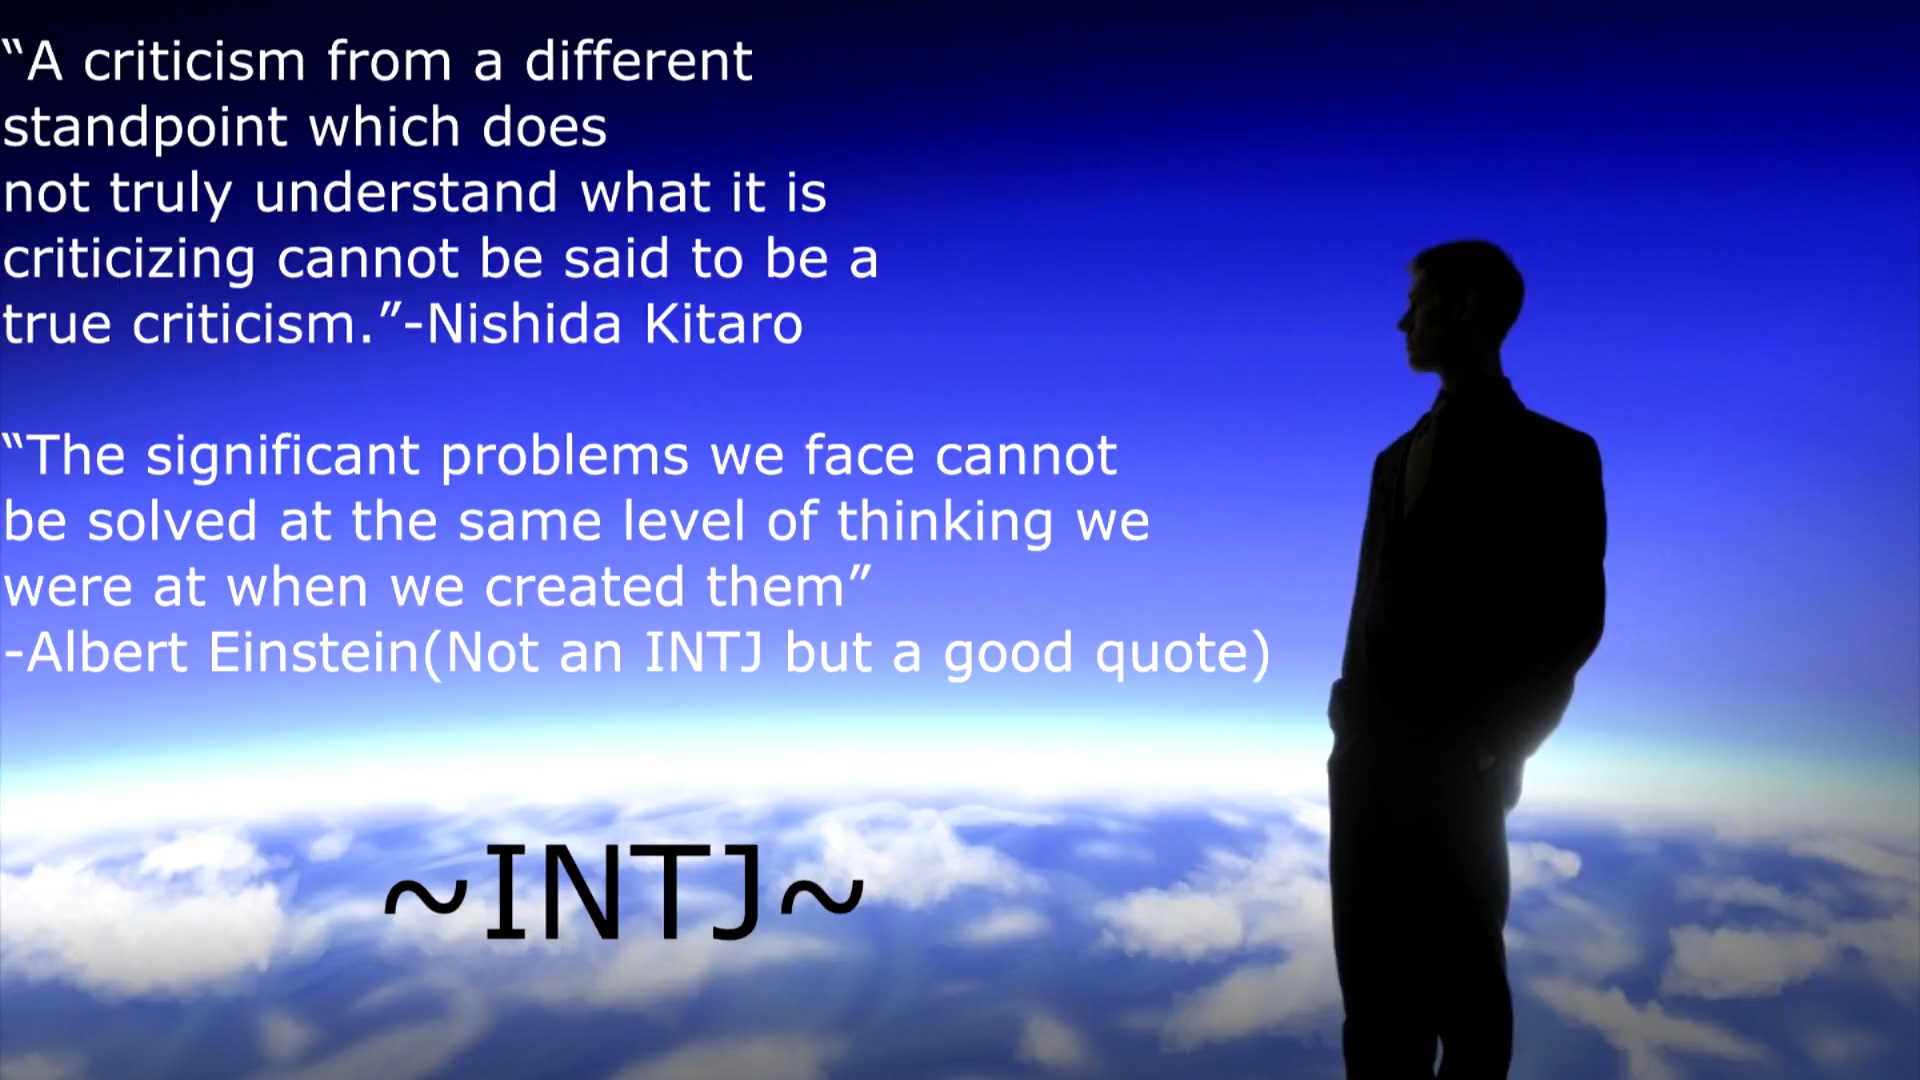 “A criticism from a different
standpoint which does
not truly understand what it is
criticizing cannot be said to be a
true criticism.”-Nishida Kitaro
“The significant problems we face cannot
be solved at the same level of thinking we
were at when we created them”
-Albert Einstein(Not an INTJ but a good quote)
~INTJ~